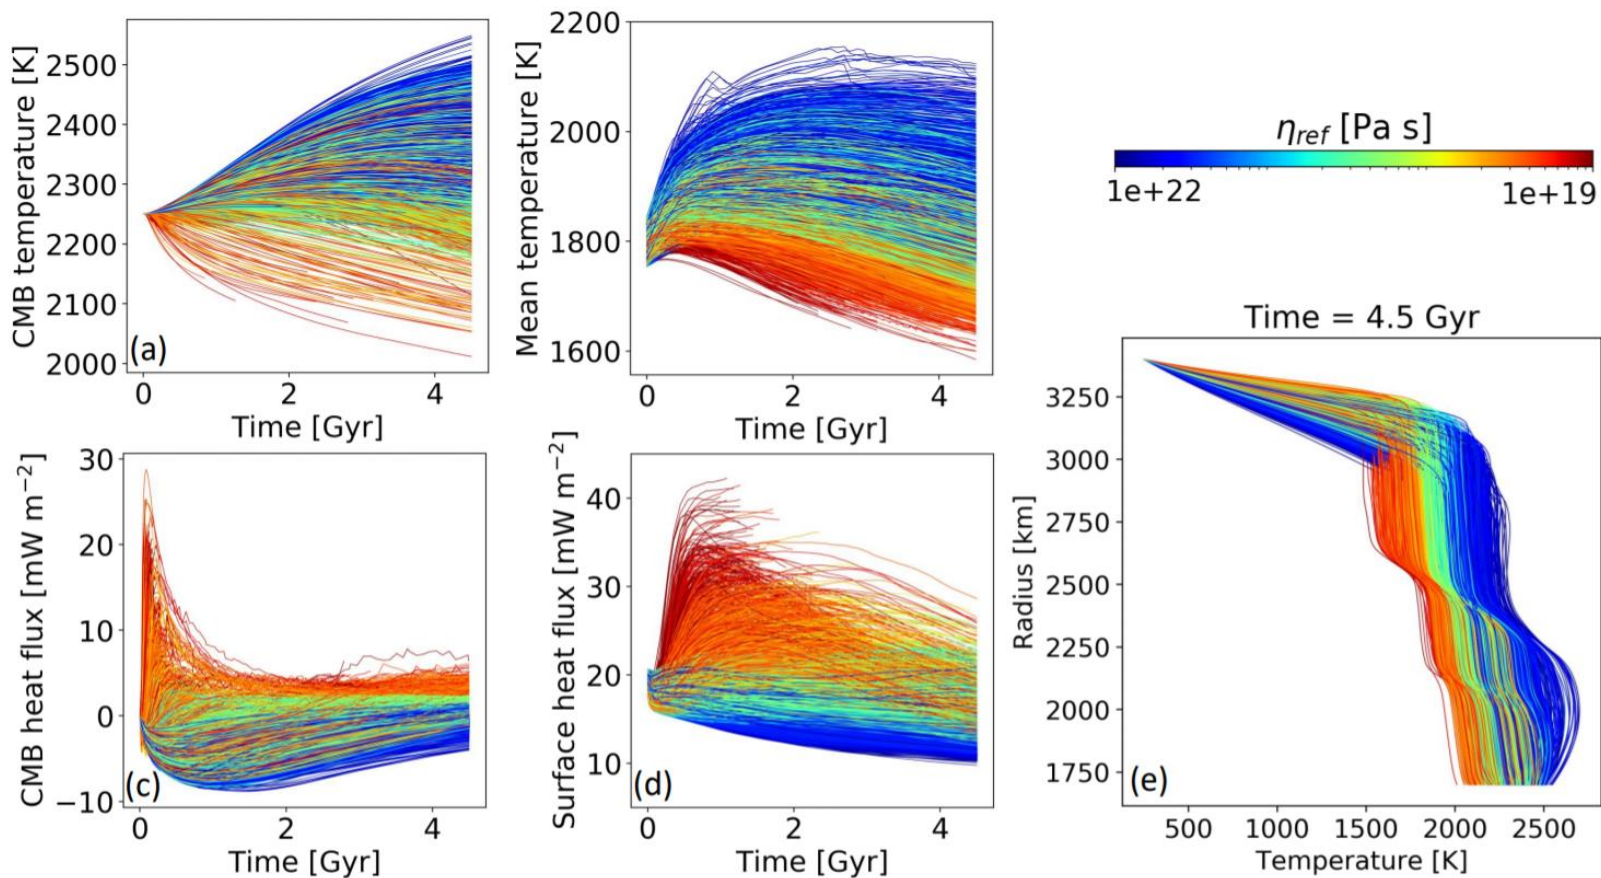 2500
2400
2300
2200
2100
2000
CMB temperature [K]
(a)
0 2 4
Time [Gyr]
2200
2000
1800
1600
Mean temperature [K]
0 2 4
Time [Gyr]
η_ref [Pa s]
1e+22 1e+19
30
20
10
0
−10
CMB heat flux [mW m⁻²]
(c)
0 2 4
Time [Gyr]
40
30
20
10
Surface heat flux [mW m⁻²]
(d)
0 2 4
Time [Gyr]
Time = 4.5 Gyr
3250
3000
2750
2500
2250
2000
1750
Radius [km]
(e)
500 1000 1500 2000 2500
Temperature [K]